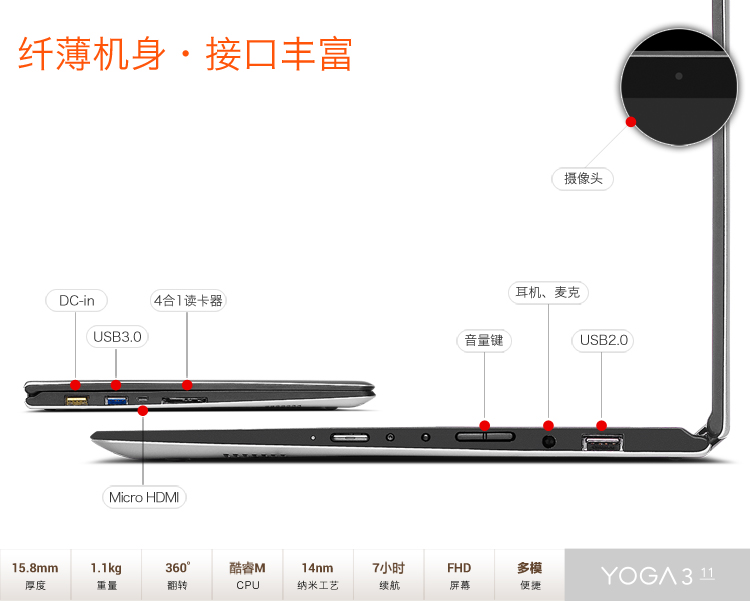 纤薄机身·接口丰富
摄像头
DC-in
4合1读卡器
耳机、麦克
USB3.0
音量键
USB2.0
Micro HDMI
15.8mm
厚度
1.1kg
重量
360°
翻转
酷睿M
CPU
14nm
纳米工艺
7小时
续航
FHD
屏幕
多模
便捷
YOGA 3 11